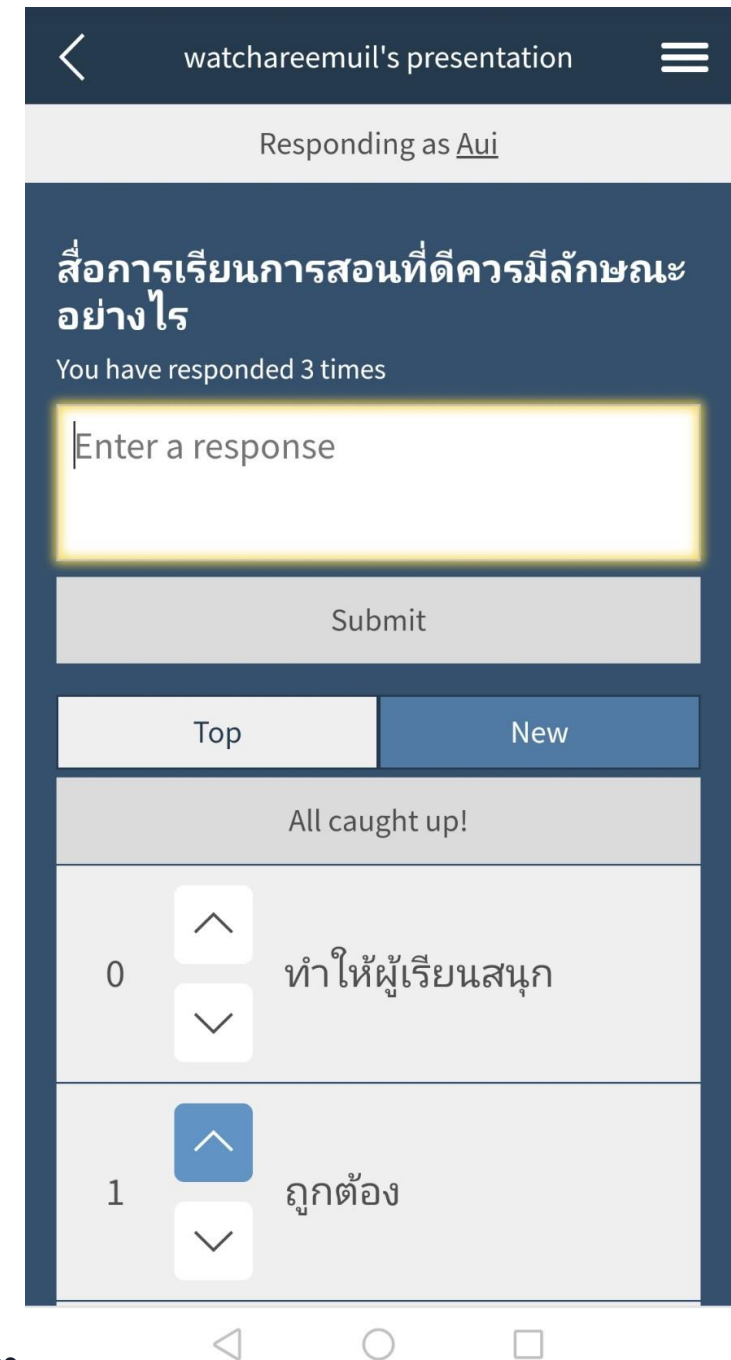 watchareemuil's presentation
Responding as Aui
สื่อการเรียนการสอนที่ดีควรมีลักษณะ
อย่างไร
You have responded 3 times
Enter a response
Submit
Top New
All caught up!
0 ทำให้ผู้เรียนสนุก
1 ถูกต้อง